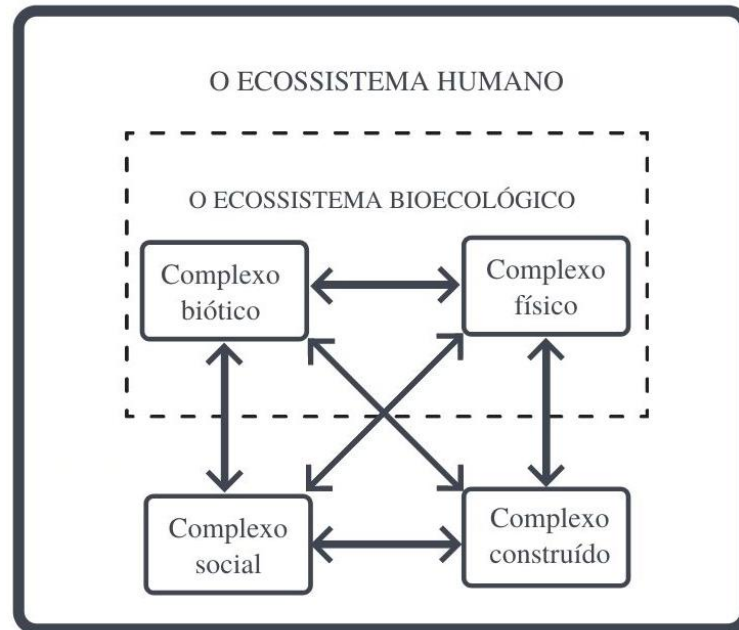 O ECOSSISTEMA HUMANO
O ECOSSISTEMA BIOECOLÓGICO
Complexo
biótico
Complexo
físico
Complexo
social
Complexo
construído